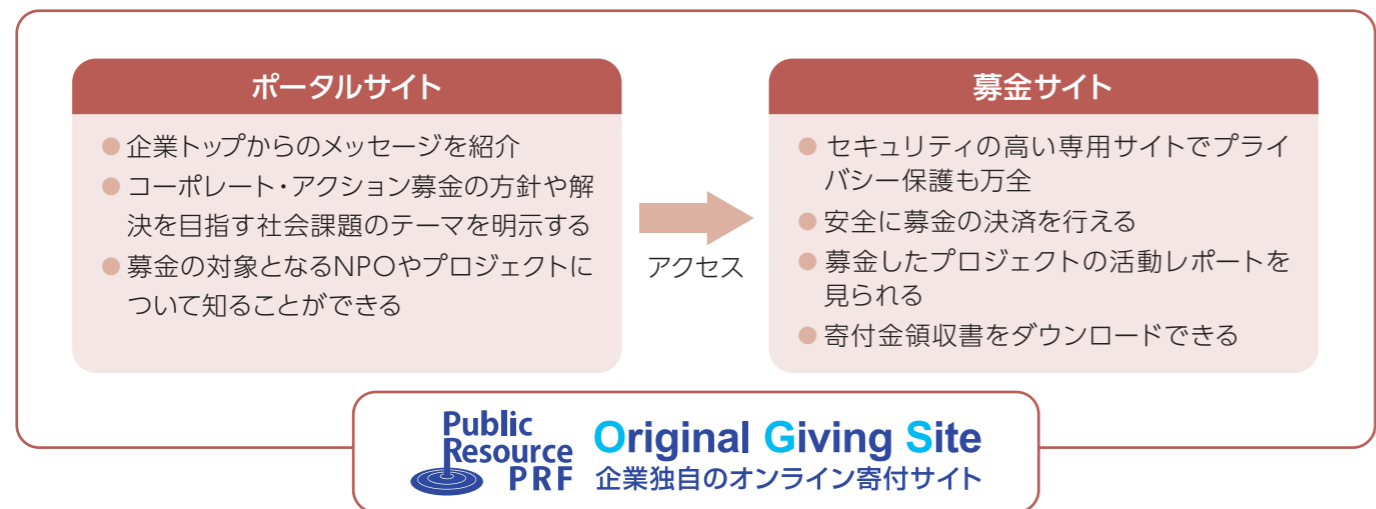 ポータルサイト
● 企業トップからのメッセージを紹介
● コーポレート・アクション募金の方針や解
決を目指す社会課題のテーマを明示する
● 募金の対象となるNPOやプロジェクトに
ついて知ることができる
アクセス
募金サイト
● セキュリティの高い専用サイトでプライ
バシー保護も万全
● 安全に募金の決済を行える
● 募金したプロジェクトの活動レポートを
見られる
● 寄付金領収書をダウンロードできる
Public
Resource
PRF
Original Giving Site
企業独自のオンライン寄付サイト